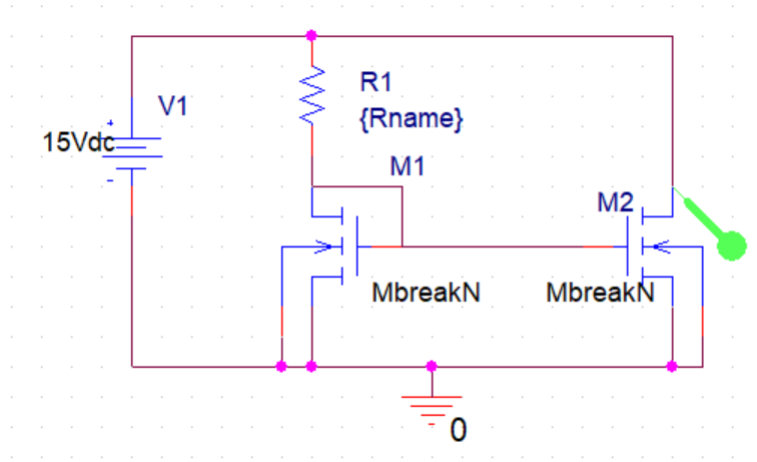 R1
V1
{Rname}
15Vdc
+
-
M1
M2
MbreakN
MbreakN
0